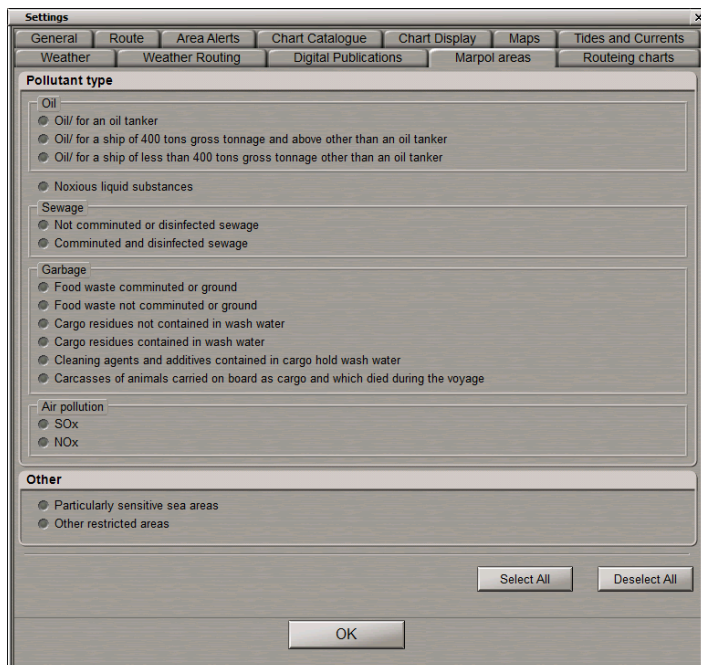 Settings
General Route Area Alerts Chart Catalogue Chart Display Maps Tides and Currents
Weather Weather Routing Digital Publications Marpol areas Routeing charts
Pollutant type
Oil
Oil/ for an oil tanker
Oil/ for a ship of 400 tons gross tonnage and above other than an oil tanker
Oil/ for a ship of less than 400 tons gross tonnage other than an oil tanker
Noxious liquid substances
Sewage
Not comminuted or disinfected sewage
Comminuted and disinfected sewage
Garbage
Food waste comminuted or ground
Food waste not comminuted or ground
Cargo residues not contained in wash water
Cargo residues contained in wash water
Cleaning agents and additives contained in cargo hold wash water
Carcasses of animals carried on board as cargo and which died during the voyage
Air pollution
SOx
NOx
Other
Particularly sensitive sea areas
Other restricted areas
Select All Deselect All
OK